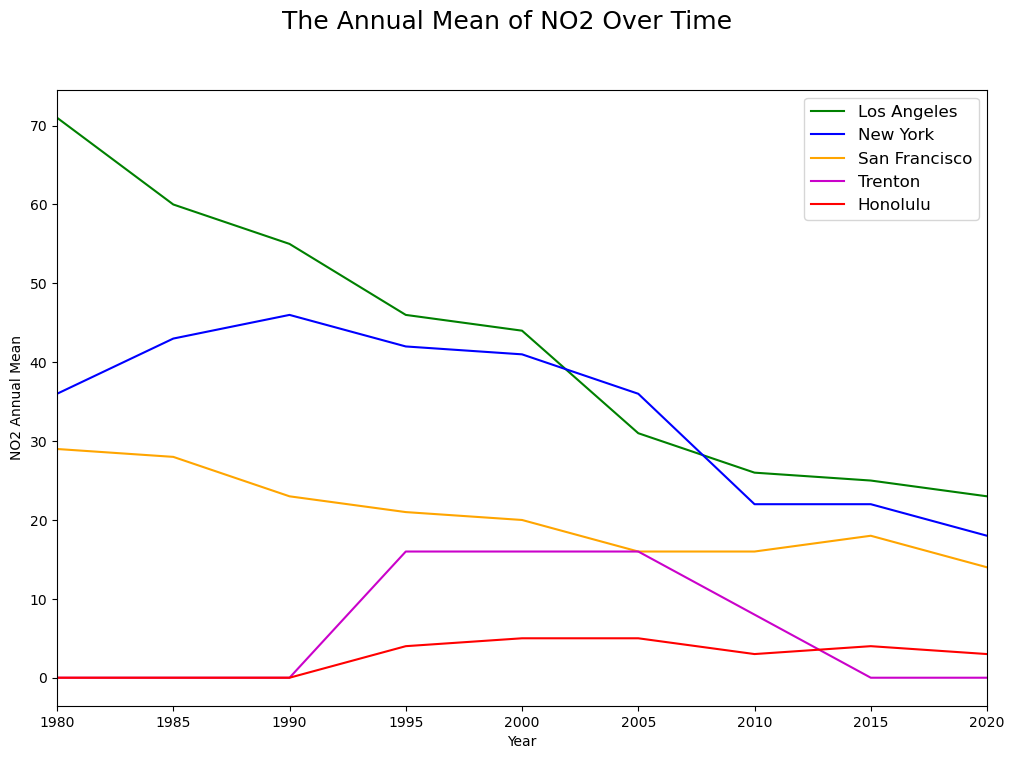 The Annual Mean of NO2 Over Time
Los Angeles
New York
San Francisco
Trenton
Honolulu
NO2 Annual Mean
70
60
50
40
30
20
10
0
1980 1985 1990 1995 2000 2005 2010 2015 2020
Year